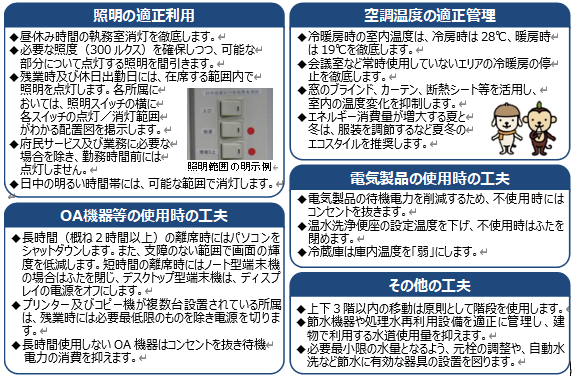 照明の適正利用
◆昼休み時間の執務室消灯を徹底します。
◆必要な照度（300 ルクス）を確保しつつ、可能な
部分について点灯する照明を間引きます。
◆残業時及び休日出勤日には、在席する範囲内で
照明を点灯します。各所属に
おいては、照明スイッチの横に
各スイッチの点灯／消灯範囲
がわかる配置図を掲示します。
◆府民サービス及び業務に必要な
場合を除き、勤務時間前には
点灯しません。
照明範囲の明示例
◆日中の明るい時間帯には、可能な範囲で消灯します。
OA機器等の使用時の工夫
◆長時間（概ね２時間以上）の離席時にはパソコンを
シャットダウンします。また、支障のない範囲で画面の輝
度を低減します。短時間の離席時にはノート型端末機
の場合はふたを閉じ、デスクトップ型端末機は、ディスプ
レイの電源をオフにします。
◆プリンター及びコピー機が複数台設置されている所属
は、残業時には必要最低限のものを除き電源を切りま
す。
◆長時間使用しない OA 機器はコンセントを抜き待機
電力の消費を抑えます。
空調温度の適正管理
◆冷暖房時の室内温度は、冷房時は 28℃、暖房時
は 19℃を徹底します。
◆会議室など常時使用していないエリアの冷暖房の停
止を徹底します。
◆窓のブラインド、カーテン、断熱シート等を活用し、
室内の温度変化を抑制します。
◆エネルギー消費量が増大する夏と
冬は、服装を調節するなど夏冬の
エコスタイルを推奨します。
電気製品の使用時の工夫
◆電気製品の待機電力を削減するため、不使用時には
コンセントを抜きます。
◆温水洗浄便座の設定温度を下げ、不使用時はふたを
閉めます。
◆冷蔵庫は庫内温度を「弱」にします。
その他の工夫
◆上下３階以内の移動は原則として階段を使用します。
◆節水機器や処理水再利用設備を適正に管理し、建
物で利用する水道使用量を抑えます。
◆必要最小限の水量となるよう、元栓の調整や、自動水
洗など節水に有効な器具の設置を図ります。